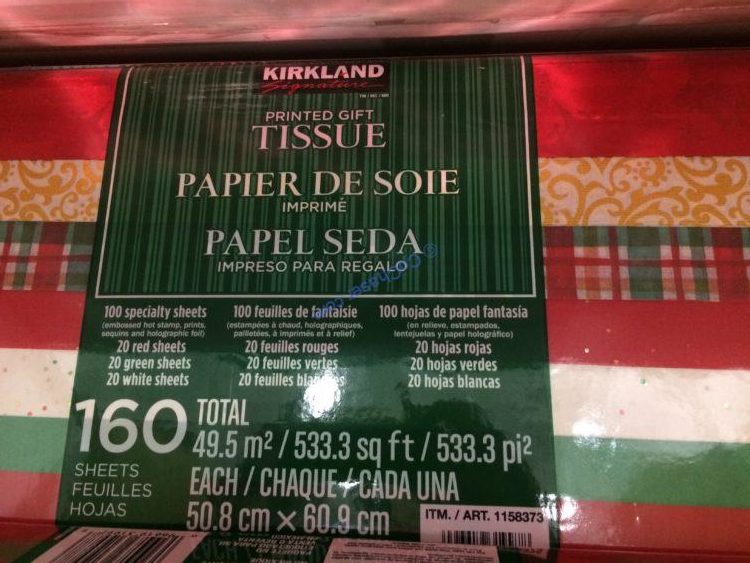 KIRKLAND
Signature
TM / MC / MR
PRINTED GIFT
TISSUE
PAPIER DE SOIE
IMPRIMÉ
PAPEL SEDA
IMPRESO PARA REGALO
© CoChaser.com
100 specialty sheets
(embossed hot stamp, prints,
sequins and holographic foil)
20 red sheets
20 green sheets
20 white sheets
100 feuilles de fantaisie
(estampées à chaud, holographiques,
pailletées, à imprimés et à relief)
20 feuilles rouges
20 feuilles vertes
20 feuilles blanches
100 hojas de papel fantasía
(en relieve, estampados,
lentejuelas y papel holográfico)
20 hojas rojas
20 hojas verdes
20 hojas blancas
160
SHEETS
FEUILLES
HOJAS
TOTAL
49.5 m² / 533.3 sq ft / 533.3 pi²
EACH / CHAQUE / CADA UNA
50.8 cm × 60.9 cm
ITM. / ART. 1158373